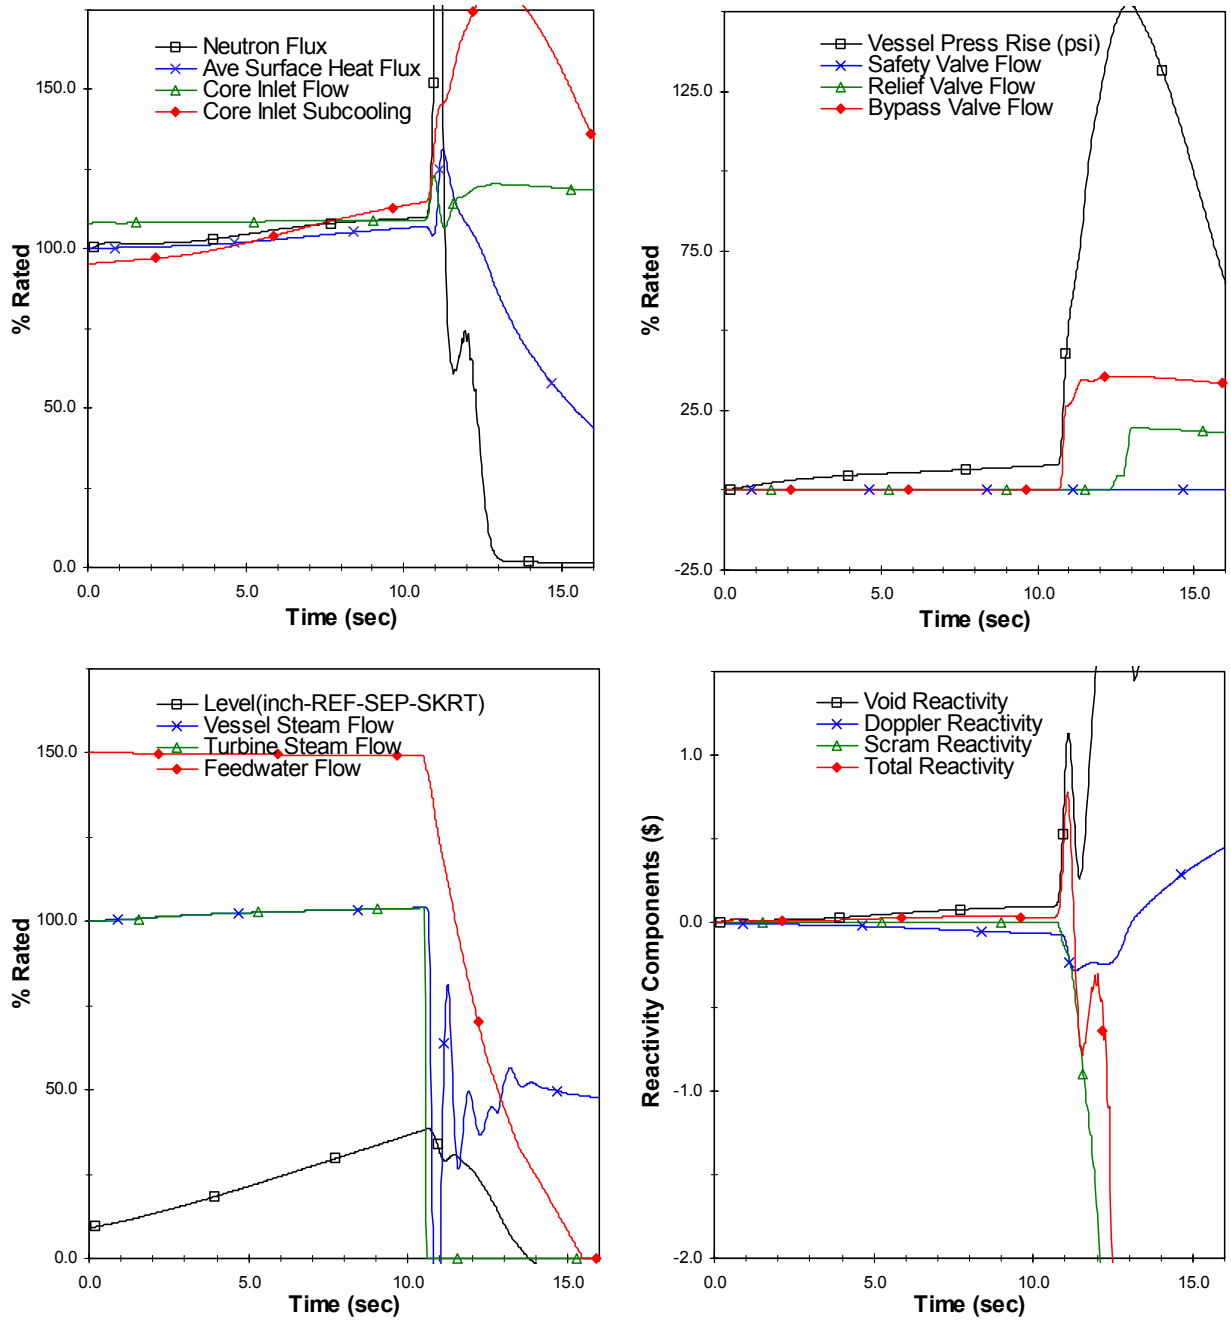 Neutron Flux
Ave Surface Heat Flux
Core Inlet Flow
Core Inlet Subcooling
150.0
100.0
50.0
0.0
% Rated
0.0 5.0 10.0 15.0
Time (sec)
Vessel Press Rise (psi)
Safety Valve Flow
Relief Valve Flow
Bypass Valve Flow
125.0
75.0
25.0
-25.0
% Rated
0.0 5.0 10.0 15.0
Time (sec)
Level(inch-REF-SEP-SKRT)
Vessel Steam Flow
Turbine Steam Flow
Feedwater Flow
150.0
100.0
50.0
0.0
% Rated
0.0 5.0 10.0 15.0
Time (sec)
Void Reactivity
Doppler Reactivity
Scram Reactivity
Total Reactivity
1.0
0.0
-1.0
-2.0
Reactivity Components ($)
0.0 5.0 10.0 15.0
Time (sec)